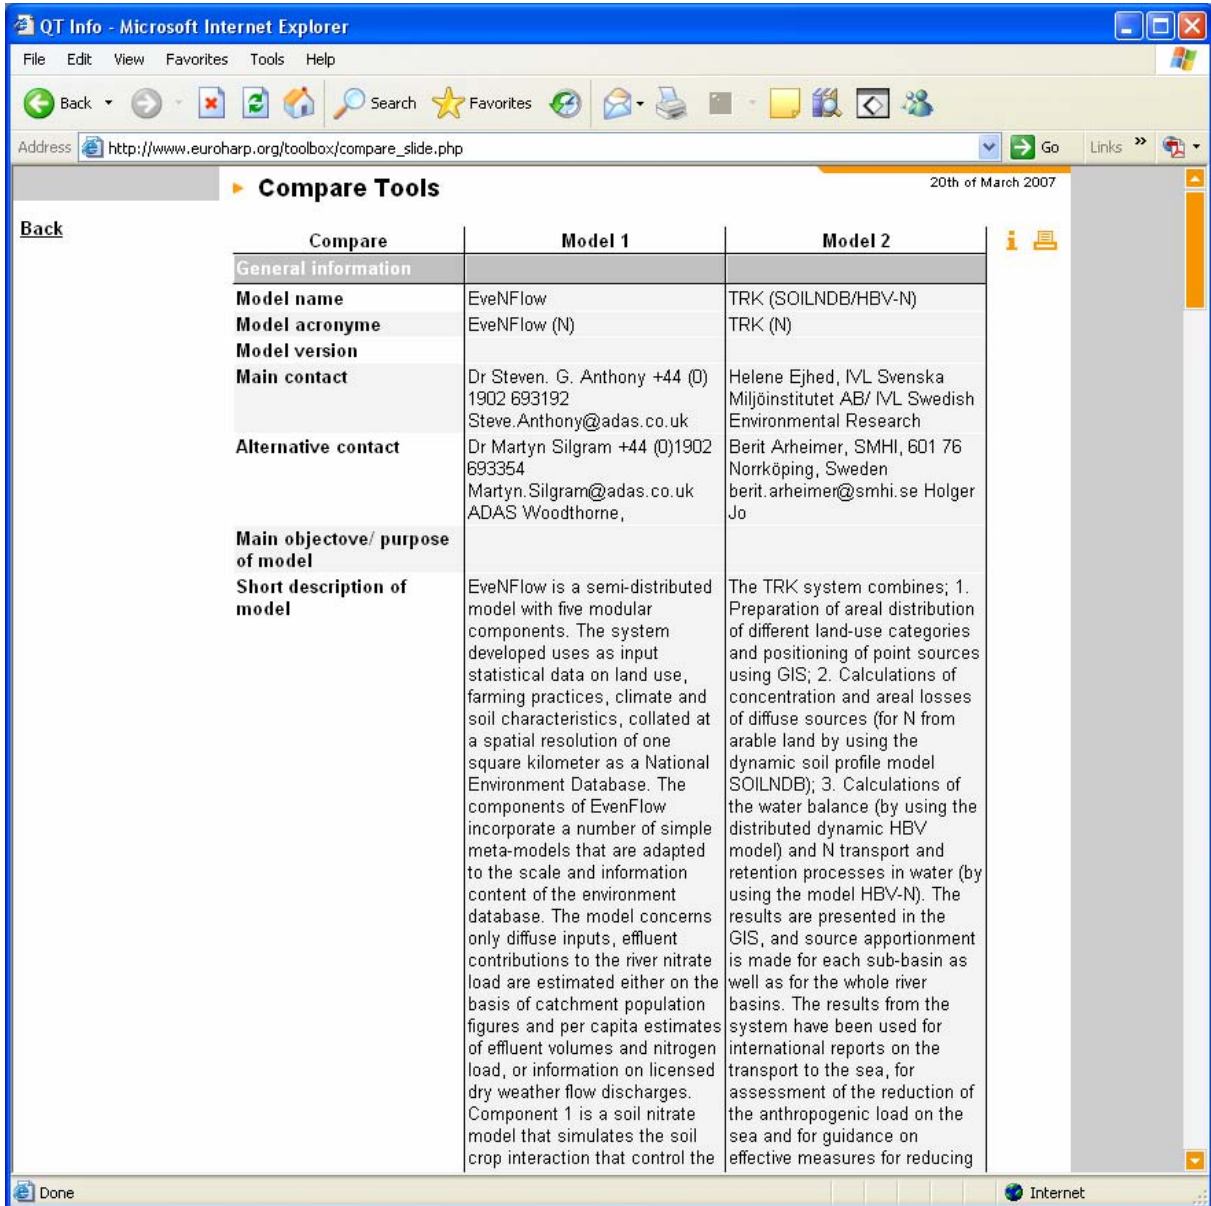 QT Info - Microsoft Internet Explorer
File Edit View Favorites Tools Help
Back Search Favorites
Address http://www.euroharp.org/toolbox/compare_slide.php Go Links »
Compare Tools
20th of March 2007
Back
Compare Model 1 Model 2
General information
Model name EveNFlow TRK (SOILNDB/HBV-N)
Model acronyme EveNFlow (N) TRK (N)
Model version
Main contact
Dr Steven. G. Anthony +44 (0)
1902 693192
Steve.Anthony@adas.co.uk
Helene Ejhed, IVL Svenska
Miljöinstitutet AB/ IVL Swedish
Environmental Research
Alternative contact
Dr Martyn Silgram +44 (0)1902
693354
Martyn.Silgram@adas.co.uk
ADAS Woodthorne,
Berit Arheimer, SMHI, 601 76
Norrköping, Sweden
berit.arheimer@smhi.se Holger
Jo
Main objectove/ purpose
of model
Short description of
model
EveNFlow is a semi-distributed
model with five modular
components. The system
developed uses as input
statistical data on land use,
farming practices, climate and
soil characteristics, collated at
a spatial resolution of one
square kilometer as a National
Environment Database. The
components of EvenFlow
incorporate a number of simple
meta-models that are adapted
to the scale and information
content of the environment
database. The model concerns
only diffuse inputs, effluent
contributions to the river nitrate
load are estimated either on the
basis of catchment population
figures and per capita estimates
of effluent volumes and nitrogen
load, or information on licensed
dry weather flow discharges.
Component 1 is a soil nitrate
model that simulates the soil
crop interaction that control the
The TRK system combines; 1.
Preparation of areal distribution
of different land-use categories
and positioning of point sources
using GIS; 2. Calculations of
concentration and areal losses
of diffuse sources (for N from
arable land by using the
dynamic soil profile model
SOILNDB); 3. Calculations of
the water balance (by using the
distributed dynamic HBV
model) and N transport and
retention processes in water (by
using the model HBV-N). The
results are presented in the
GIS, and source apportionment
is made for each sub-basin as
well as for the whole river
basins. The results from the
system have been used for
international reports on the
transport to the sea, for
assessment of the reduction of
the anthropogenic load on the
sea and for guidance on
effective measures for reducing
Done Internet